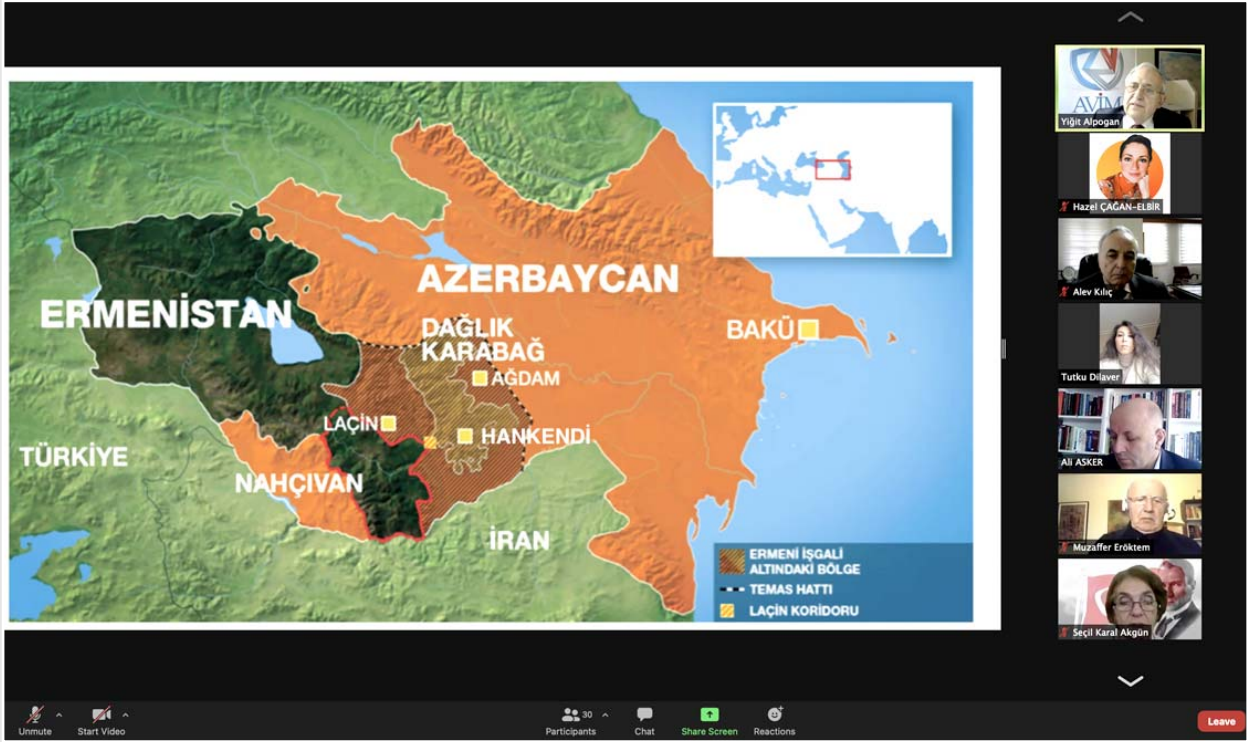 ERMENİSTAN
AZERBAYCAN
DAĞLIK
KARABAĞ
AĞDAM
BAKÜ
LAÇİN
HANKENDİ
TÜRKİYE
NAHÇIVAN
İRAN
ERMENİ İŞGALİ
ALTINDAKİ BÖLGE
TEMAS HATTI
LAÇİN KORİDORU
AVİM
Yiğit Alpogan
Hazel ÇAĞAN-ELBİR
Alev Kılıç
Tutku Dilaver
Ali ASKER
Muzaffer Eröktem
Seçil Karal Akgün
Unmute
Start Video
Participants
30
Chat
Share Screen
Reactions
Leave